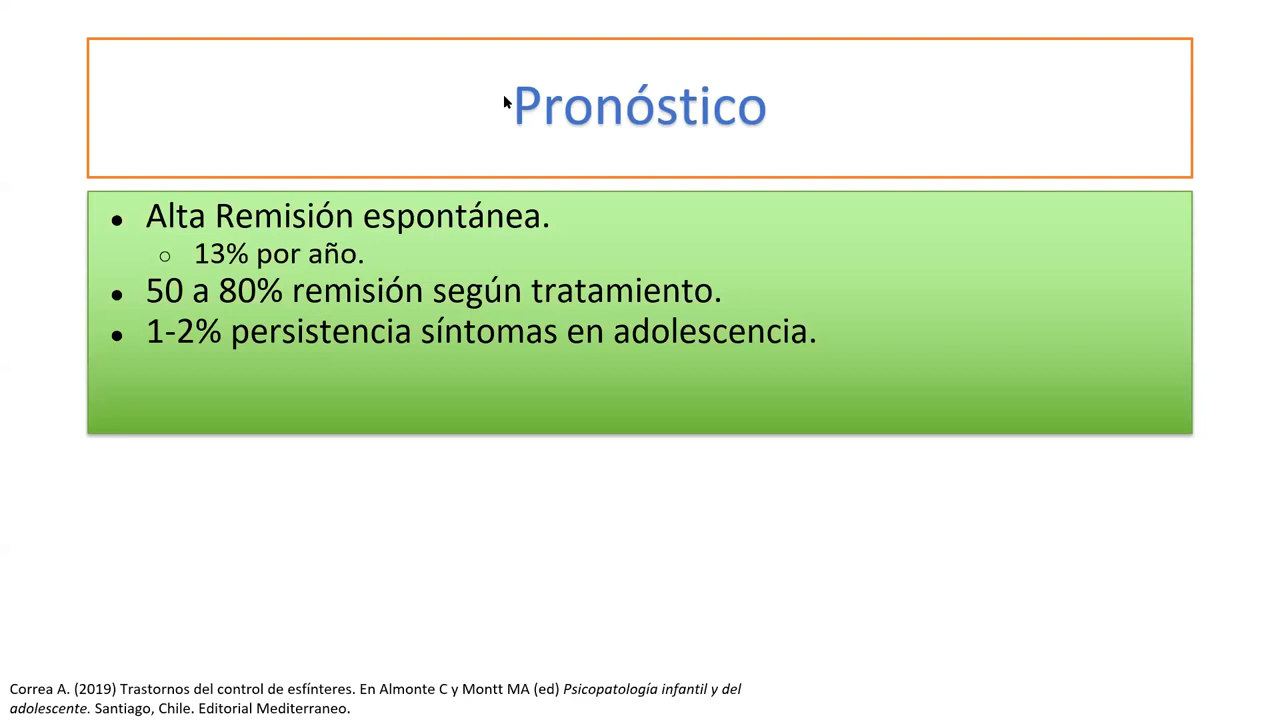 Pronóstico
● Alta Remisión espontánea.
○ 13% por año.
● 50 a 80% remisión según tratamiento.
● 1-2% persistencia síntomas en adolescencia.
Correa A. (2019) Trastornos del control de esfínteres. En Almonte C y Montt MA (ed) Psicopatología infantil y del
adolescente. Santiago, Chile. Editorial Mediterraneo.